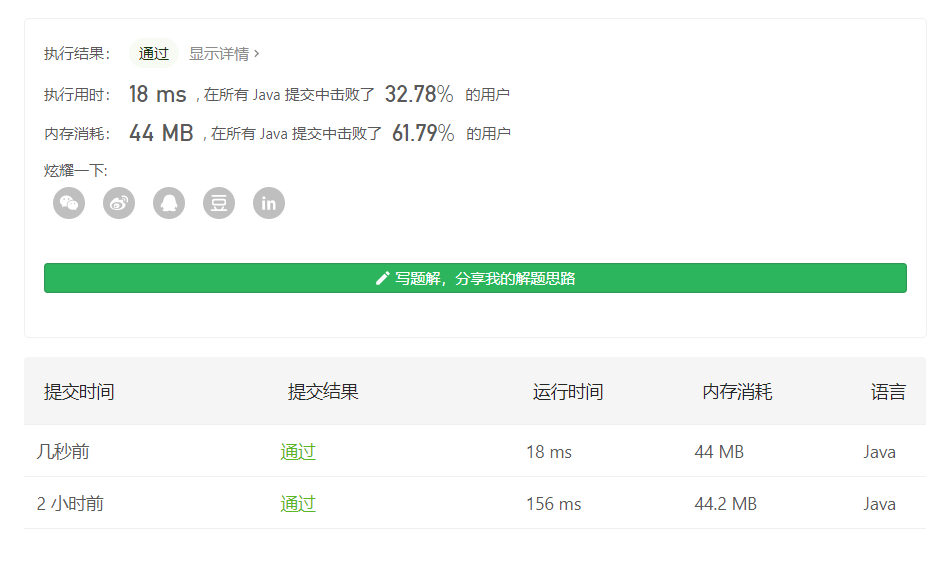 执行结果： 通过 显示详情 >
执行用时： 18 ms , 在所有 Java 提交中击败了 32.78% 的用户
内存消耗： 44 MB , 在所有 Java 提交中击败了 61.79% 的用户
炫耀一下:
豆 in
写题解，分享我的解题思路
提交时间 提交结果 运行时间 内存消耗 语言
几秒前 通过 18 ms 44 MB Java
2 小时前 通过 156 ms 44.2 MB Java